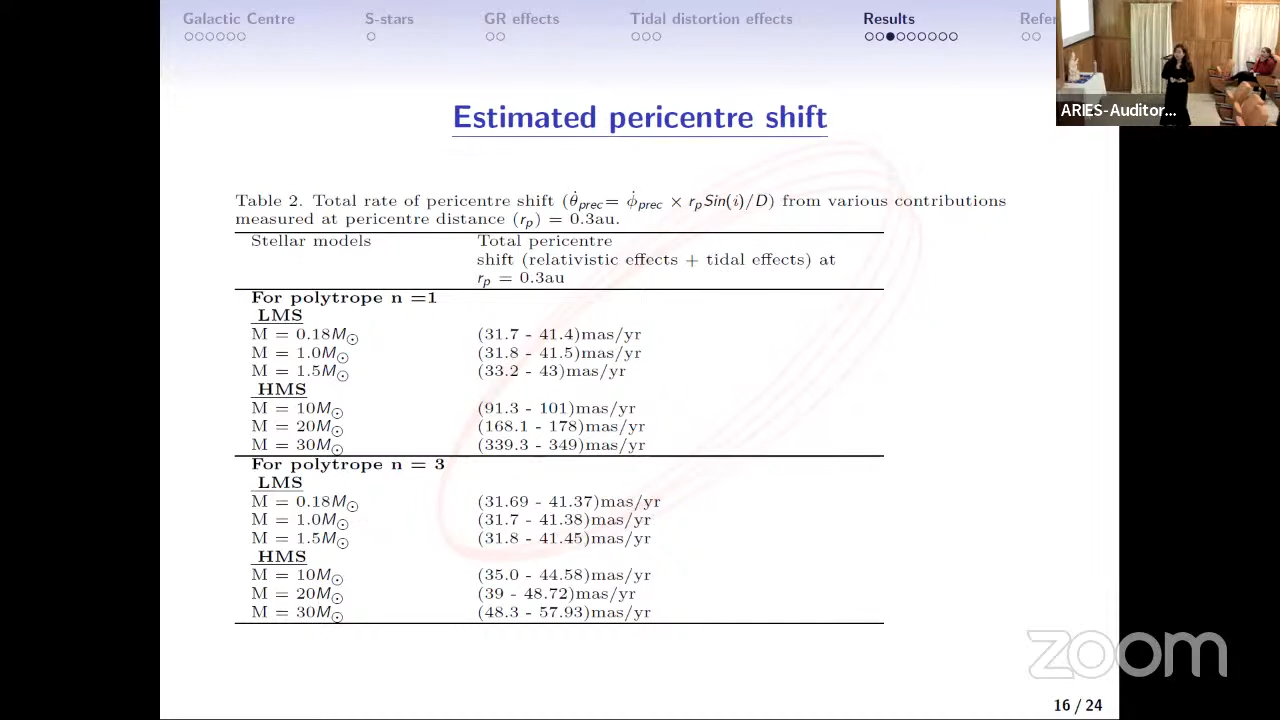 Galactic Centre S-stars GR effects Tidal distortion effects Results Refer
ARIES-Auditor...
Estimated pericentre shift
Table 2. Total rate of pericentre shift (θ̇prec= ϕ̇prec × rpSin(i)/D) from various contributions
measured at pericentre distance (rp) = 0.3au.
Stellar models Total pericentre
shift (relativistic effects + tidal effects) at
rp = 0.3au
For polytrope n =1
LMS
M = 0.18M⊙ (31.7 - 41.4)mas/yr
M = 1.0M⊙ (31.8 - 41.5)mas/yr
M = 1.5M⊙ (33.2 - 43)mas/yr
HMS
M = 10M⊙ (91.3 - 101)mas/yr
M = 20M⊙ (168.1 - 178)mas/yr
M = 30M⊙ (339.3 - 349)mas/yr
For polytrope n = 3
LMS
M = 0.18M⊙ (31.69 - 41.37)mas/yr
M = 1.0M⊙ (31.7 - 41.38)mas/yr
M = 1.5M⊙ (31.8 - 41.45)mas/yr
HMS
M = 10M⊙ (35.0 - 44.58)mas/yr
M = 20M⊙ (39 - 48.72)mas/yr
M = 30M⊙ (48.3 - 57.93)mas/yr
zoom
16 / 24